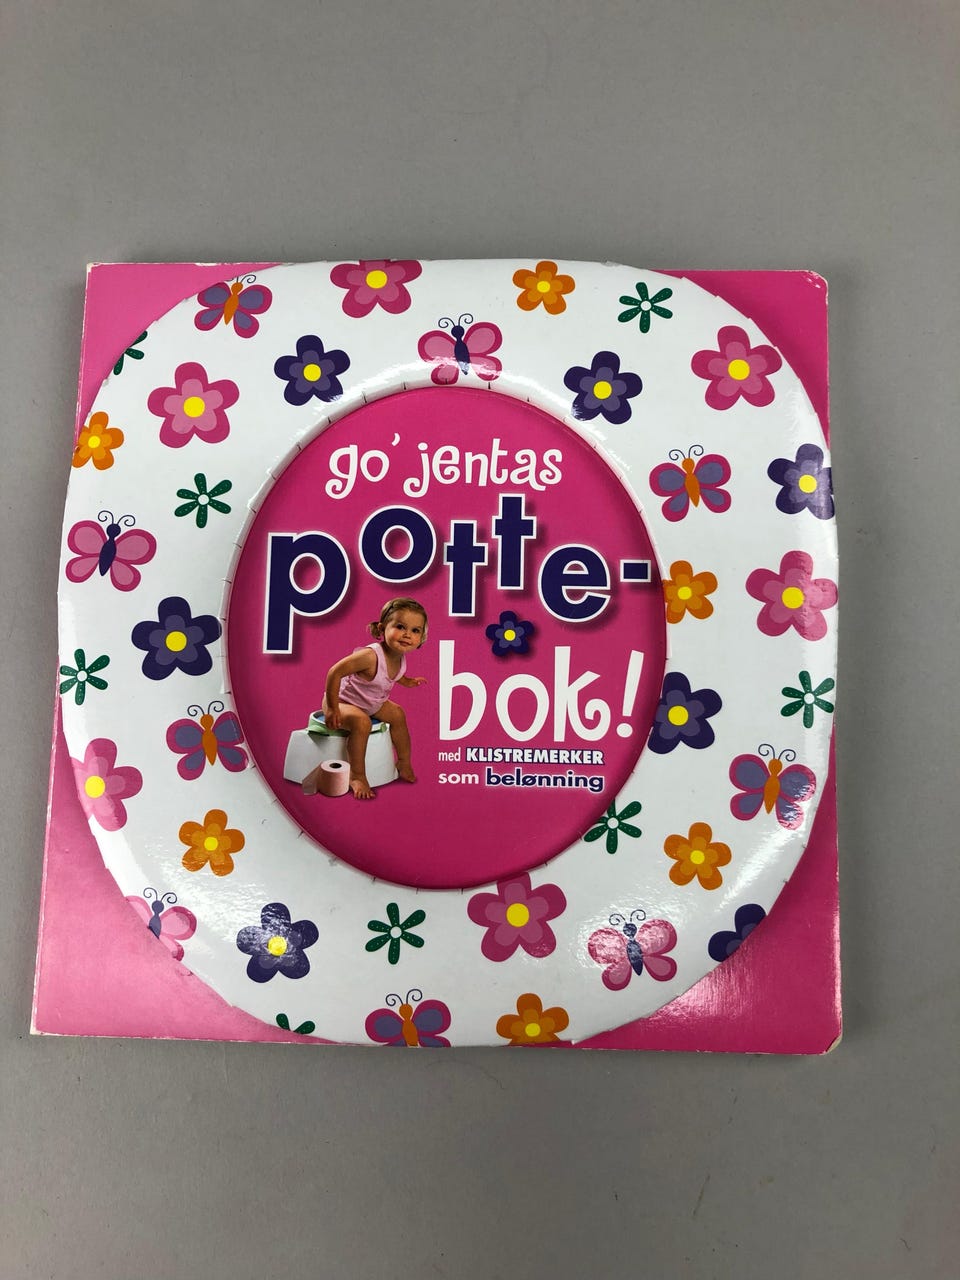 go' jentas
potte-
bok!
med KLISTREMERKER
som belønning